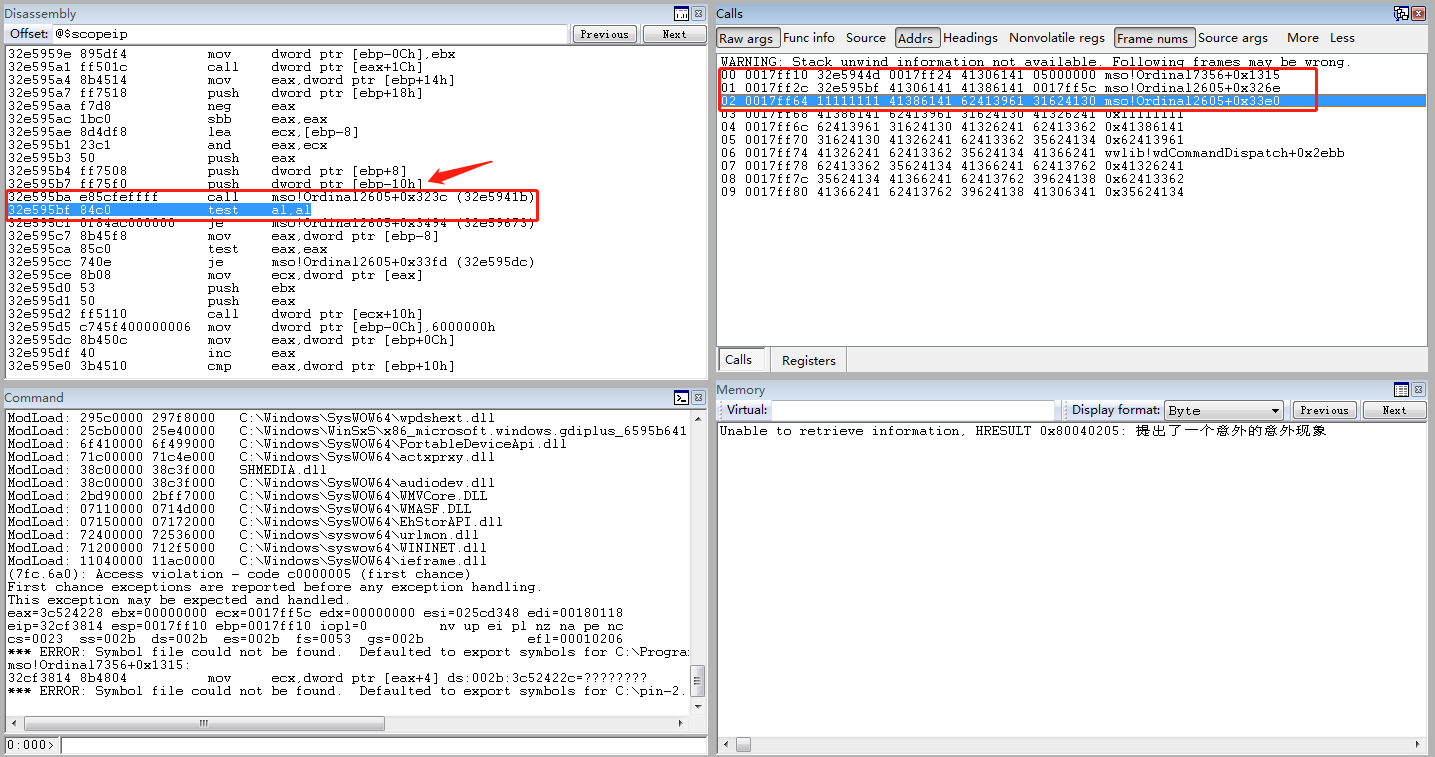 Disassembly
Offset: @$scopeip Previous Next
32e5959e 895df4 mov dword ptr [ebp-0Ch],ebx
32e595a1 ff501c call dword ptr [eax+1Ch]
32e595a4 8b4514 mov eax,dword ptr [ebp+14h]
32e595a7 ff7518 push dword ptr [ebp+18h]
32e595aa f7d8 neg eax
32e595ac 1bc0 sbb eax,eax
32e595ae 8d4df8 lea ecx,[ebp-8]
32e595b1 23c1 and eax,ecx
32e595b3 50 push eax
32e595b4 ff7508 push dword ptr [ebp+8]
32e595b7 ff75f0 push dword ptr [ebp-10h]
32e595ba e85cfeffff call mso!Ordinal2605+0x323c (32e5941b)
32e595bf 84c0 test al,al
32e595c1 0f84ac000000 je mso!Ordinal2605+0x3494 (32e59673)
32e595c7 8b45f8 mov eax,dword ptr [ebp-8]
32e595ca 85c0 test eax,eax
32e595cc 740e je mso!Ordinal2605+0x33fd (32e595dc)
32e595ce 8b08 mov ecx,dword ptr [eax]
32e595d0 53 push ebx
32e595d1 50 push eax
32e595d2 ff5110 call dword ptr [ecx+10h]
32e595d5 c745f400000006 mov dword ptr [ebp-0Ch],6000000h
32e595dc 8b450c mov eax,dword ptr [ebp+0Ch]
32e595df 40 inc eax
32e595e0 3b4510 cmp eax,dword ptr [ebp+10h]
Calls
Raw args Func info Source Addrs Headings Nonvolatile regs Frame nums Source args More Less
WARNING: Stack unwind information not available. Following frames may be wrong.
00 0017ff10 32e5944d 0017ff24 41306141 05000000 mso!Ordinal7356+0x1315
01 0017ff2c 32e595bf 41306141 41386141 0017ff5c mso!Ordinal2605+0x326e
02 0017ff64 11111111 41386141 62413961 31624130 mso!Ordinal2605+0x33e0
03 0017ff68 41386141 62413961 31624130 41326241 0x11111111
04 0017ff6c 62413961 31624130 41326241 62413362 0x41386141
05 0017ff70 31624130 41326241 62413362 35624134 0x62413961
06 0017ff74 41326241 62413362 35624134 41366241 wwlib!wdCommandDispatch+0x2ebb
07 0017ff78 62413362 35624134 41366241 62413762 0x41326241
08 0017ff7c 35624134 41366241 62413762 39624138 0x62413362
09 0017ff80 41366241 62413762 39624138 41306341 0x35624134
Calls Registers
Command
ModLoad: 295c0000 297f8000 C:\Windows\SysWOW64\wpdshext.dll
ModLoad: 25cb0000 25e40000 C:\Windows\WinSxS\x86_microsoft.windows.gdiplus_6595b641
ModLoad: 6f410000 6f499000 C:\Windows\SysWOW64\PortableDeviceApi.dll
ModLoad: 71c00000 71c4e000 C:\Windows\SysWOW64\actxprxy.dll
ModLoad: 38c00000 38c3f000 SHMEDIA.dll
ModLoad: 38c00000 38c3f000 C:\Windows\SysWOW64\audiodev.dll
ModLoad: 2bd90000 2bff7000 C:\Windows\SysWOW64\WMVCore.DLL
ModLoad: 07110000 0714d000 C:\Windows\SysWOW64\WMASF.DLL
ModLoad: 07150000 07172000 C:\Windows\SysWOW64\EhStorAPI.dll
ModLoad: 72400000 72536000 C:\Windows\syswow64\urlmon.dll
ModLoad: 71200000 712f5000 C:\Windows\syswow64\WININET.dll
ModLoad: 11040000 11ac0000 C:\Windows\SysWOW64\ieframe.dll
(7fc.6a0): Access violation - code c0000005 (first chance)
First chance exceptions are reported before any exception handling.
This exception may be expected and handled.
eax=3c524228 ebx=00000000 ecx=0017ff5c edx=00000000 esi=025cd348 edi=00180118
eip=32cf3814 esp=0017ff10 ebp=0017ff10 iopl=0 nv up ei pl nz na pe nc
cs=0023 ss=002b ds=002b es=002b fs=0053 gs=002b efl=00010206
*** ERROR: Symbol file could not be found. Defaulted to export symbols for C:\Progra
mso!Ordinal7356+0x1315:
32cf3814 8b4804 mov ecx,dword ptr [eax+4] ds:002b:3c52422c=????????
*** ERROR: Symbol file could not be found. Defaulted to export symbols for C:\pin-2.
0:000>
Memory
Virtual: Display format: Byte Previous Next
Unable to retrieve information, HRESULT 0x80040205: 提出了一个意外的意外现象